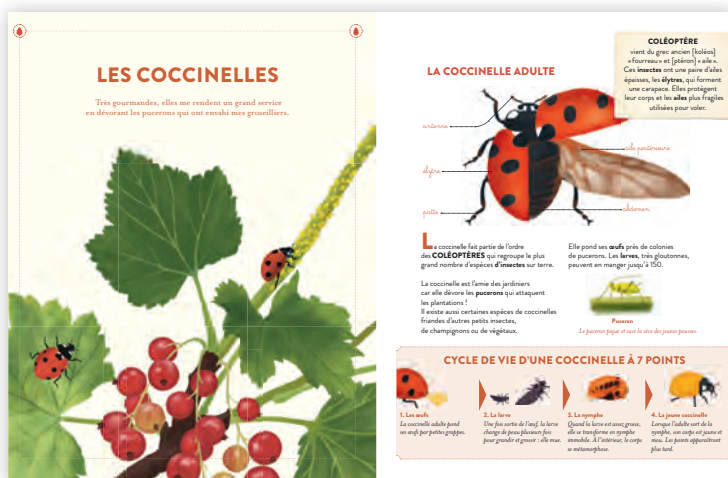 LES COCCINELLES
Très gourmandes, elles me rendent un grand service
en dévorant les pucerons qui ont envahi mes groseilliers.
LA COCCINELLE ADULTE
COLÉOPTÈRE
vient du grec ancien [koléos]
« fourreau » et [ptéron] « aile ».
Ces insectes ont une paire d'ailes
épaisses, les élytres, qui forment
une carapace. Elles protègent
leur corps et les ailes plus fragiles
utilisées pour voler.
antenne
élytre
patte
aile postérieure
abdomen
La coccinelle fait partie de l'ordre
des COLÉOPTÈRES qui regroupe le plus
grand nombre d'espèces d'insectes sur terre.
La coccinelle est l'amie des jardiniers
car elle dévore les pucerons qui attaquent
les plantations !
Il existe aussi certaines espèces de coccinelles
friandes d'autres petits insectes,
de champignons ou de végétaux.
Elle pond ses œufs près de colonies
de pucerons. Les larves, très gloutonnes,
peuvent en manger jusqu'à 150.
Puceron
Le puceron pique et suce la sève des jeunes pousses.
CYCLE DE VIE D'UNE COCCINELLE À 7 POINTS
1. Les œufs
La coccinelle adulte pond
ses œufs par petites grappes.
2. La larve
Une fois sortie de l'œuf, la larve
change de peau plusieurs fois
pour grandir et grossir : elle mue.
3. La nymphe
Quand la larve est assez grosse,
elle se transforme en nymphe
immobile. À l'intérieur, le corps
se métamorphose.
4. La jeune coccinelle
Lorsque l'adulte sort de la
nymphe, son corps est jaune et
mou. Les points apparaîtront
plus tard.